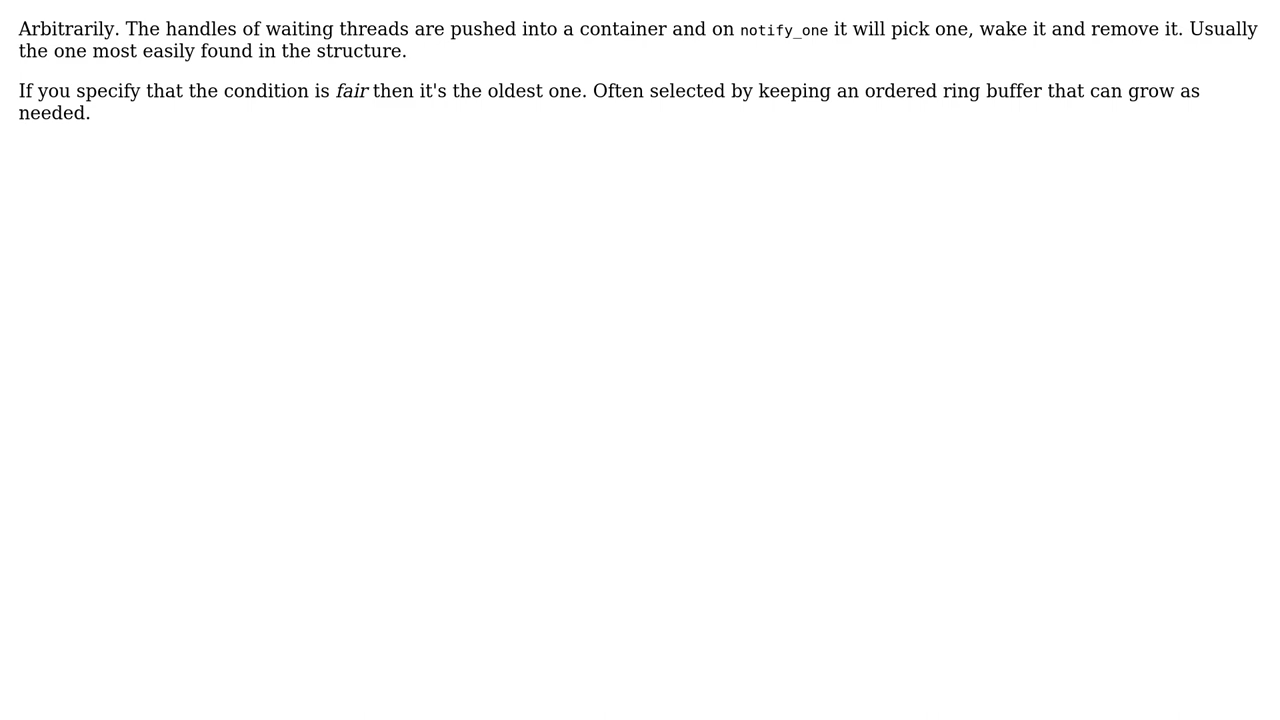 Arbitrarily. The handles of waiting threads are pushed into a container and on notify_one it will pick one, wake it and remove it. Usually
the one most easily found in the structure.
If you specify that the condition is fair then it's the oldest one. Often selected by keeping an ordered ring buffer that can grow as
needed.